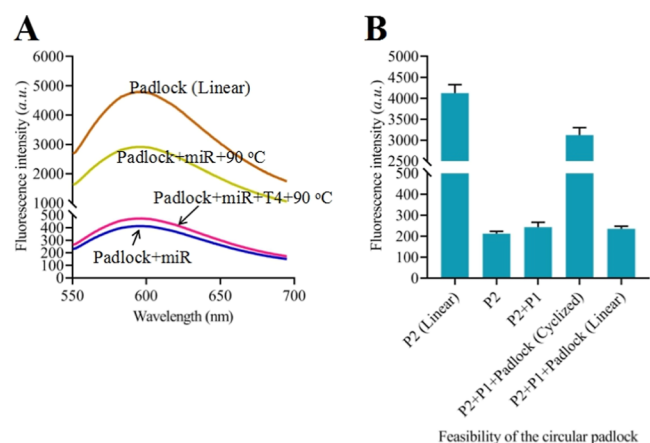 A
Fluorescence intensity (a.u.)
6000
5000
4000
3000
2000
1000
500
400
300
200
100
0
Padlock (Linear)
Padlock+miR+90 °C
Padlock+miR+T4+90 °C
Padlock+miR
550
600
650
700
Wavelength (nm)
B
Fluorescence intensity (a.u.)
5000
4500
4000
3500
3000
2500
500
400
300
200
100
0
P2 (Linear)
P2
P2+P1
P2+P1+Padlock (Cyclized)
P2+P1+Padlock (Linear)
Feasibility of the circular padlock